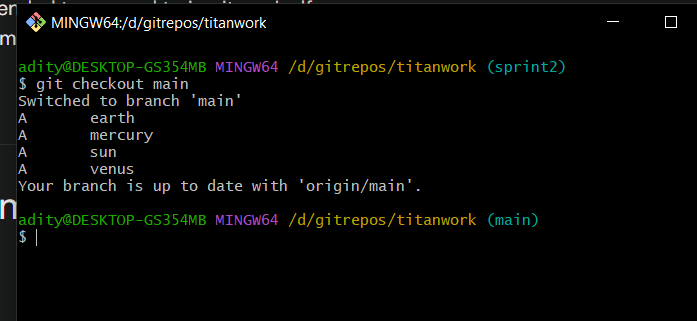 MINGW64:/d/gitrepos/titanwork
adity@DESKTOP-GS354MB MINGW64 /d/gitrepos/titanwork (sprint2)
$ git checkout main
Switched to branch 'main'
A       earth
A       mercury
A       sun
A       venus
Your branch is up to date with 'origin/main'.
adity@DESKTOP-GS354MB MINGW64 /d/gitrepos/titanwork (main)
$